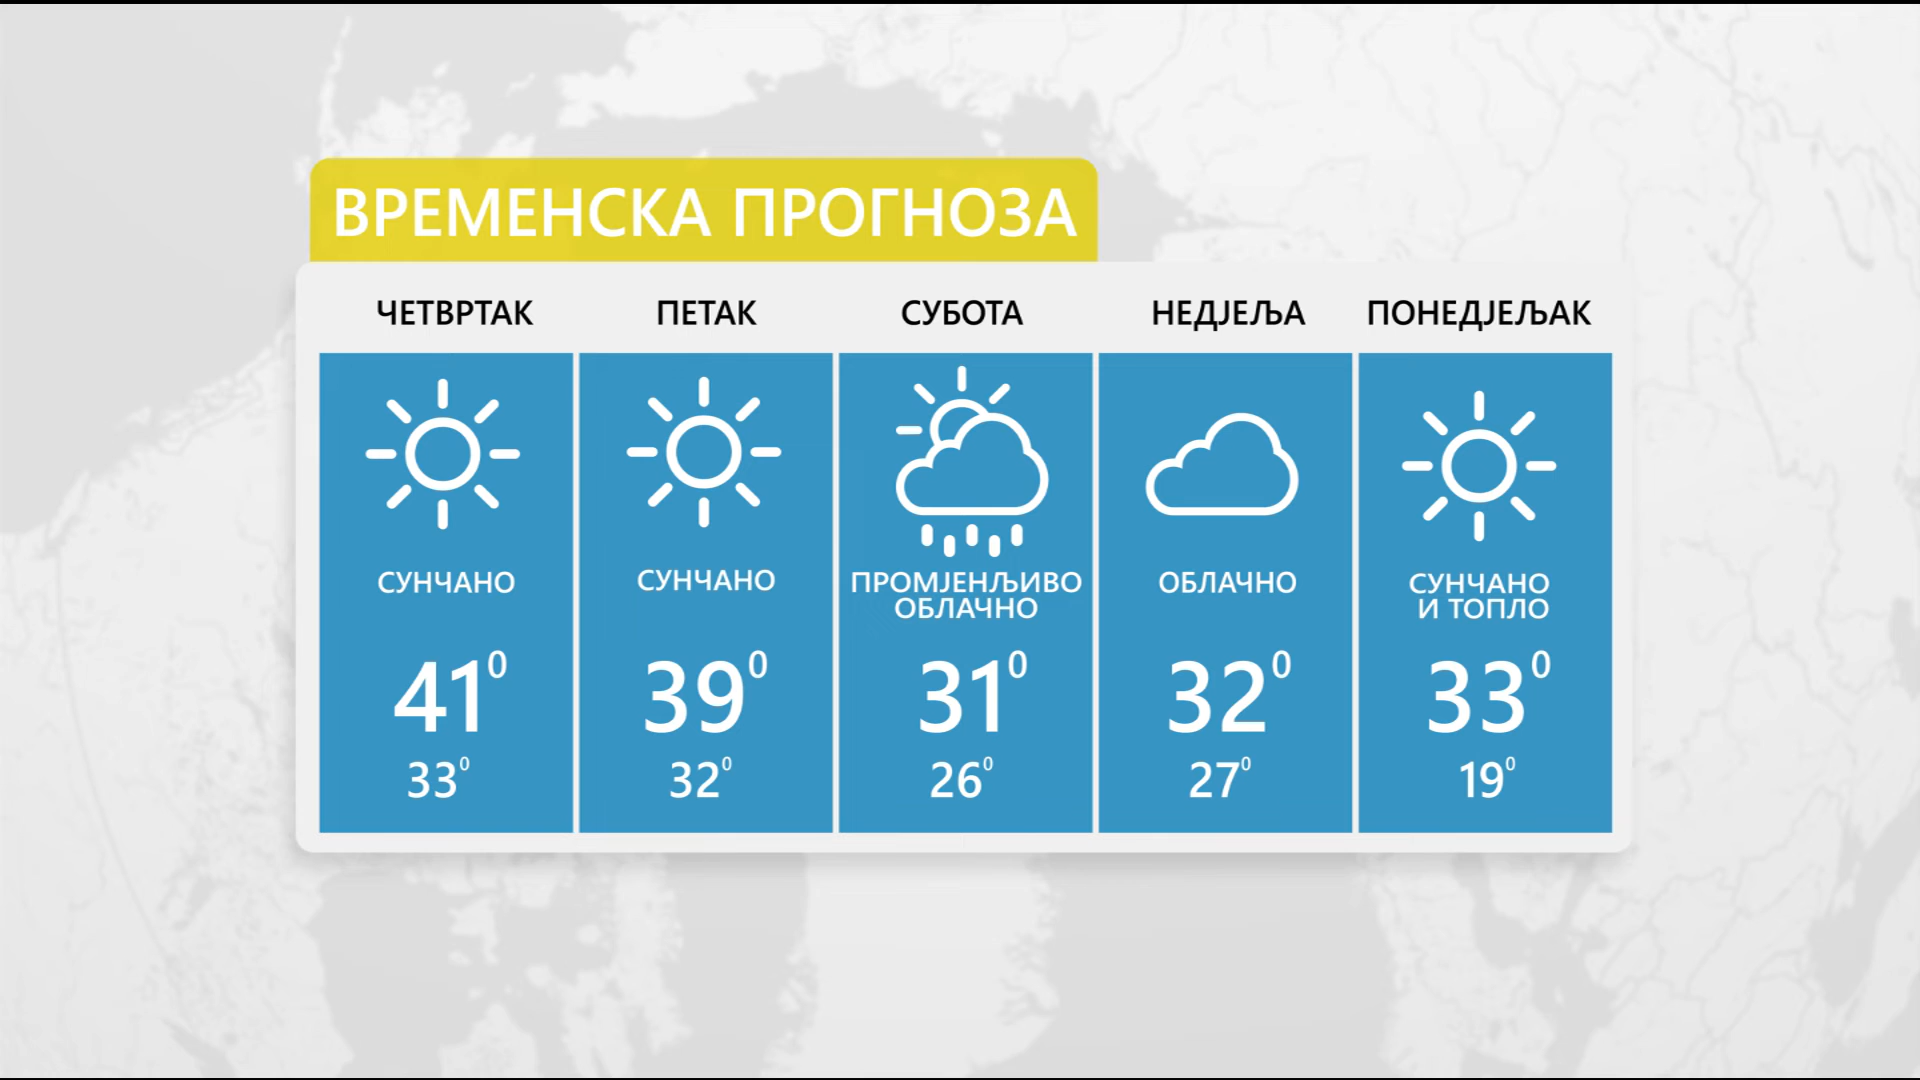 ВРЕМЕНСКА ПРОГНОЗА
ЧЕТВРТАК
ПЕТАК
СУБОТА
НЕДЈЕЉА
ПОНЕДЈЕЉАК
СУНЧАНО
СУНЧАНО
ПРОМЈЕНЉИВО
ОБЛАЧНО
ОБЛАЧНО
СУНЧАНО
И ТОПЛО
41⁰
39⁰
31⁰
32⁰
33⁰
33⁰
32⁰
26⁰
27⁰
19⁰